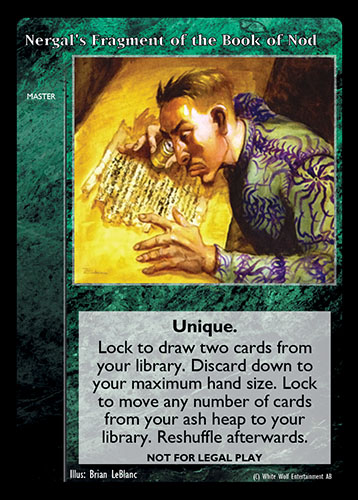 Nergal's Fragment of the Book of Nod
MASTER
Unique.
Lock to draw two cards from
your library. Discard down to
your maximum hand size. Lock
to move any number of cards
from your ash heap to your
library. Reshuffle afterwards.
NOT FOR LEGAL PLAY
Illus: Brian LeBlanc
(C) White Wolf Entertainment AB